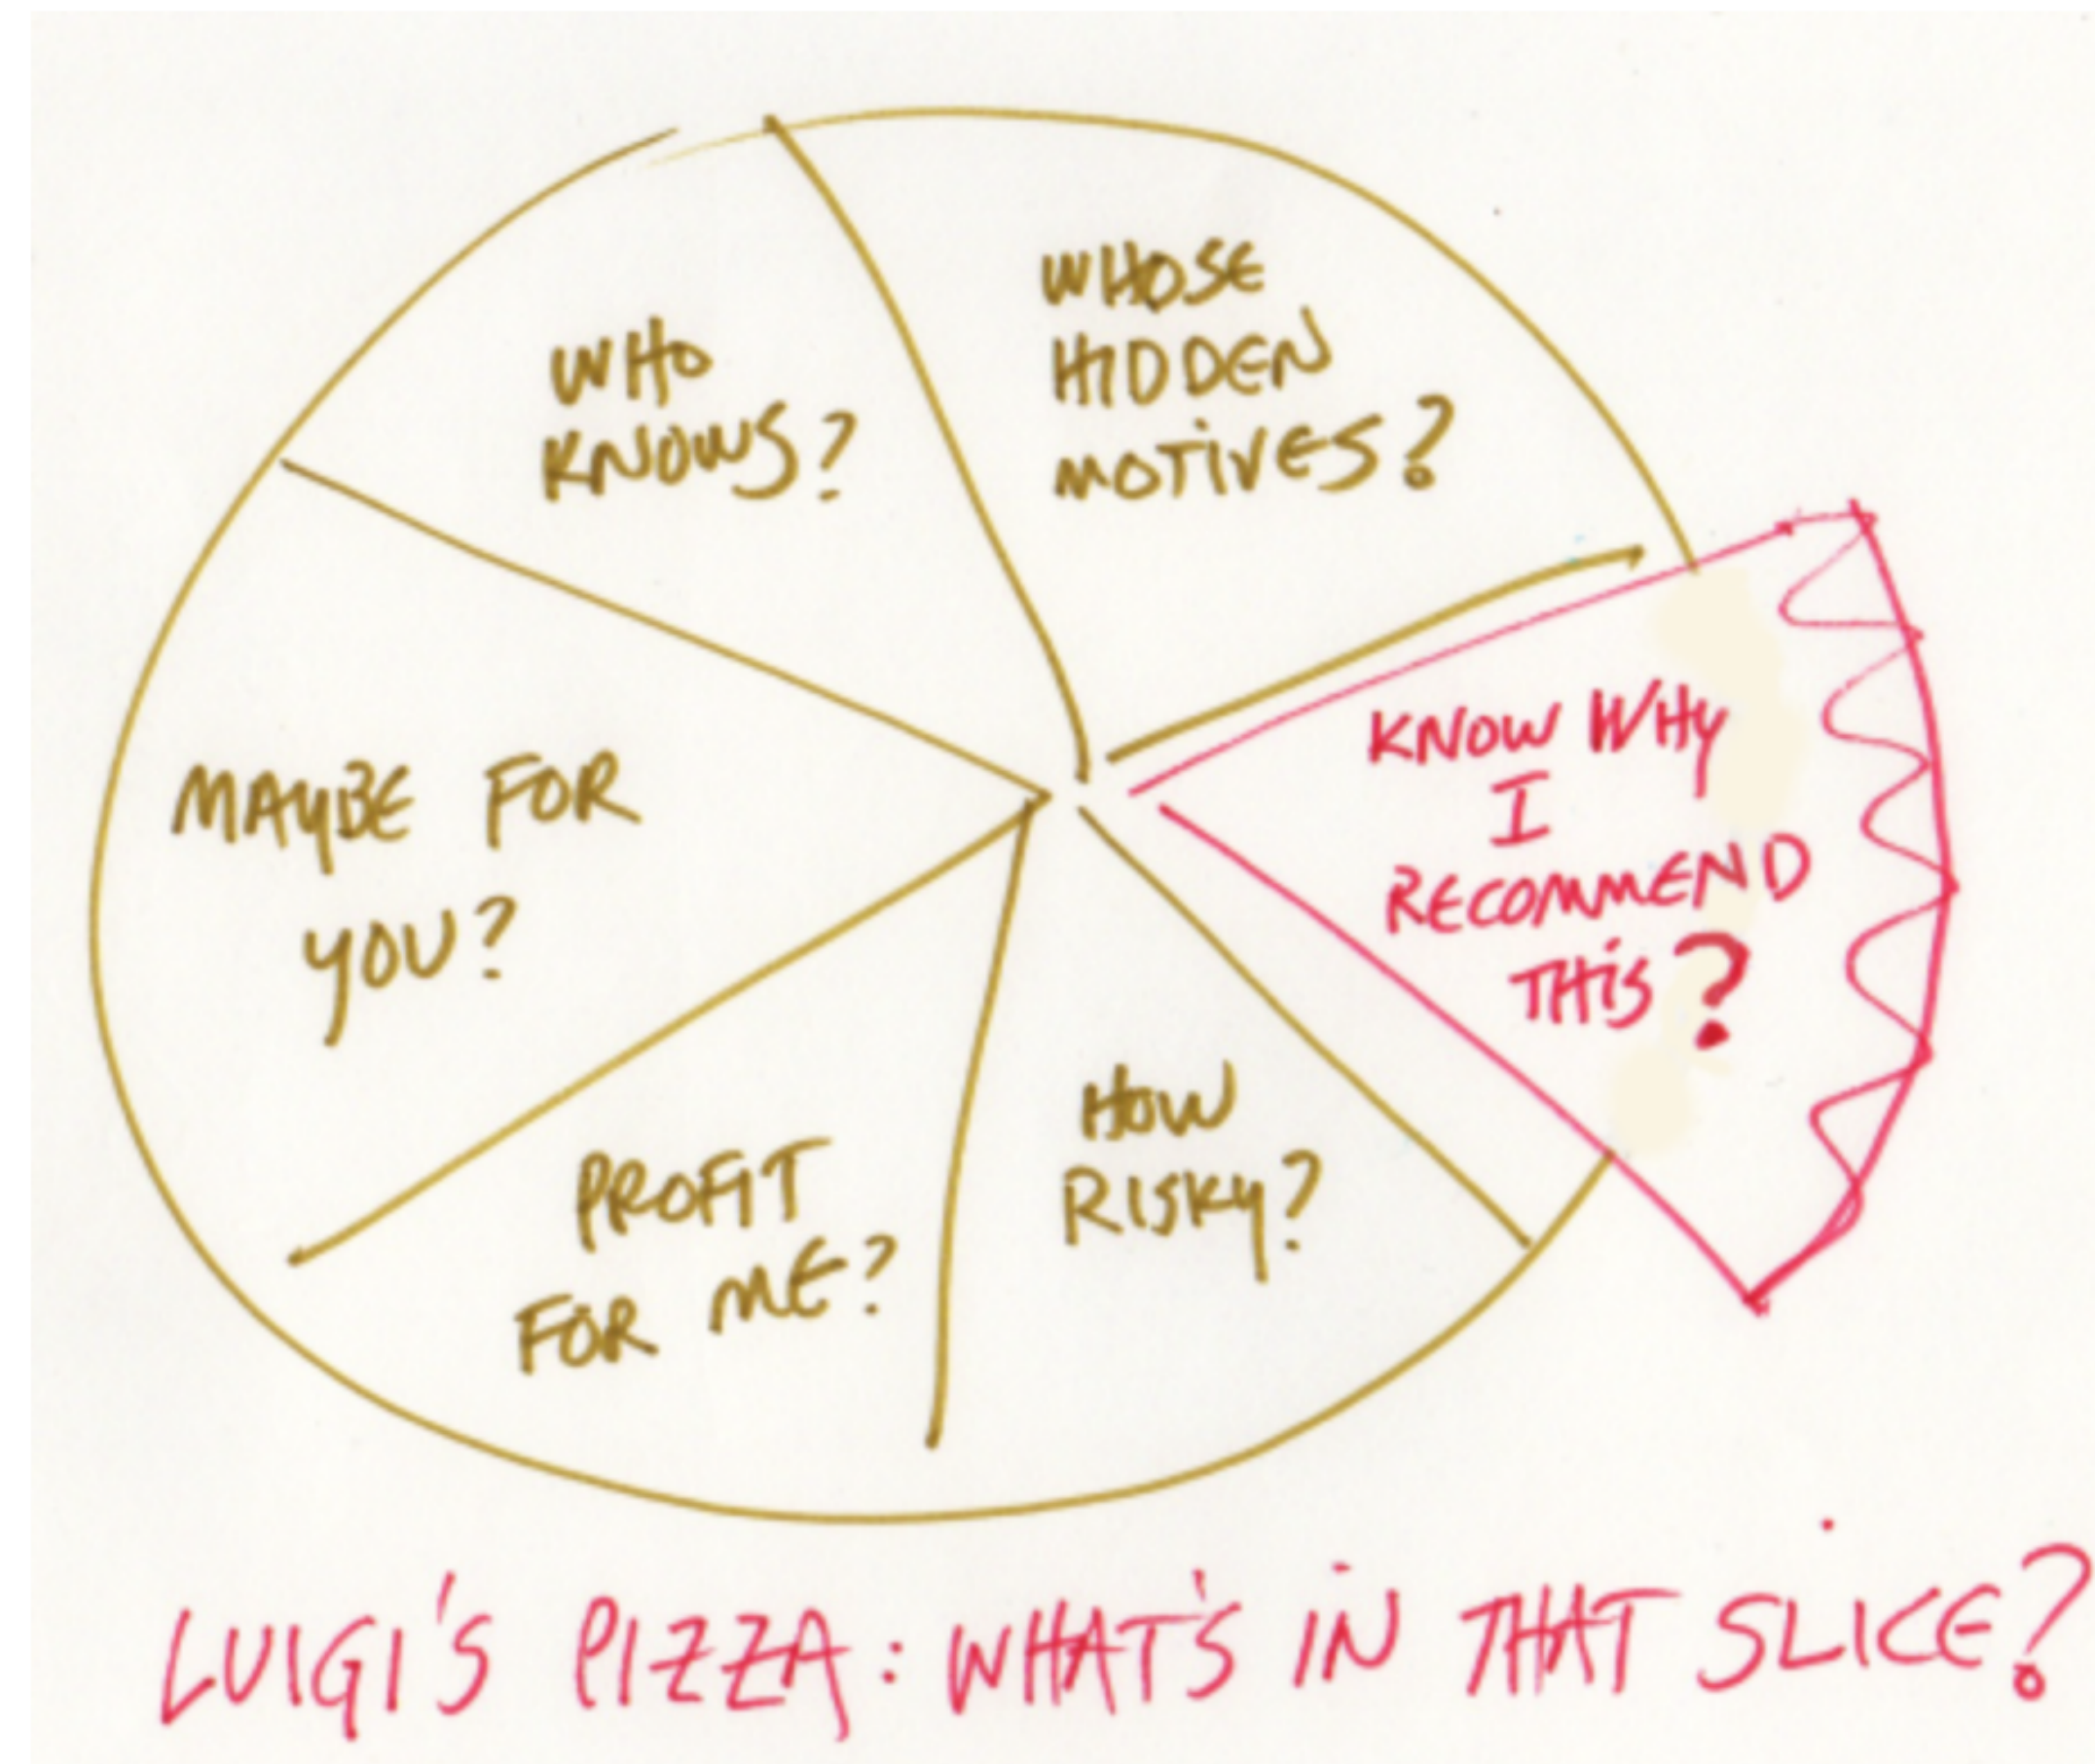 WHOSE
HIDDEN
MOTIVES?
WHO
KNOWS?
KNOW WHY
I
RECOMMEND
THIS?
MAYBE FOR
YOU?
HOW
RISKY?
PROFIT
FOR ME?
LUIGI'S PIZZA: WHAT'S IN THAT SLICE?